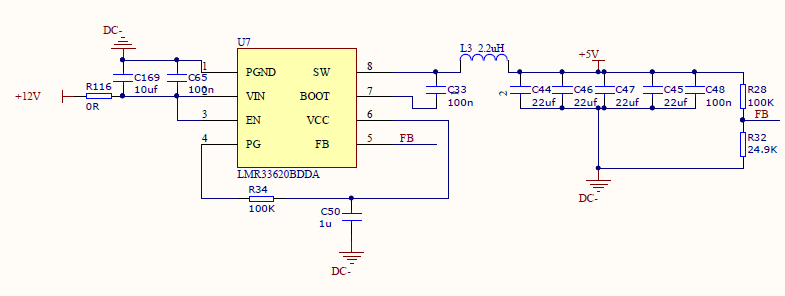 DC-
U7
L3 2.2uH
+5V
+12V
R116
0R
C169
10uf
C65
100n
1
2
3
4
PGND
VIN
EN
PG
SW
BOOT
VCC
FB
8
7
6
5
FB
LMR33620BDDA
C33
100n
2
C44
22uf
C46
22uf
C47
22uf
C45
22uf
C48
100n
R28
100K
FB
R32
24.9K
DC-
R34
100K
C50
1u
DC-